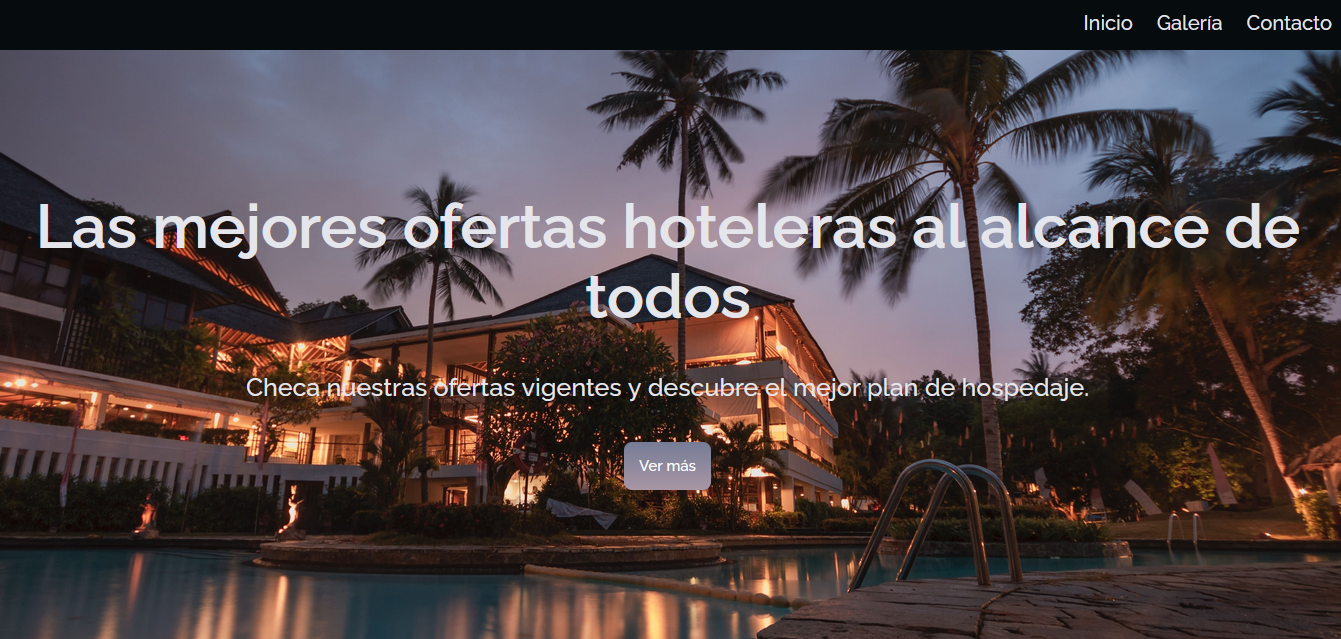 Inicio Galería Contacto
Las mejores ofertas hoteleras al alcance de
todos
Checa nuestras ofertas vigentes y descubre el mejor plan de hospedaje.
Ver más